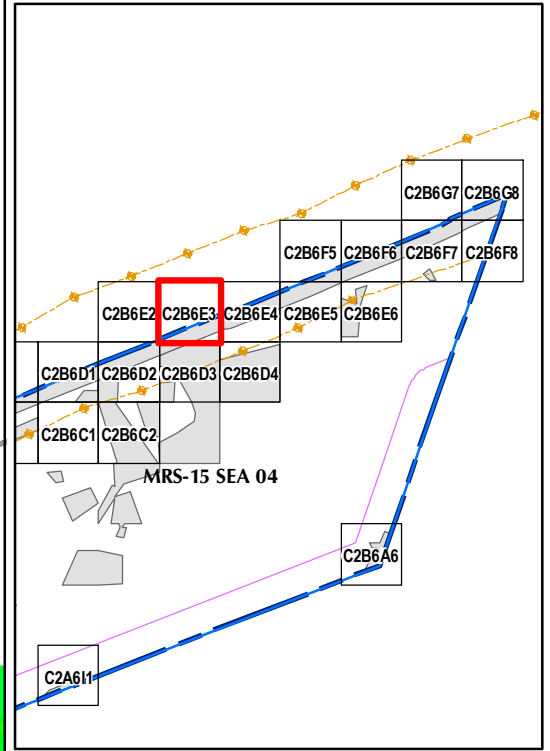 C2B6G7 C2B6G8
C2B6F5 C2B6F6 C2B6F7 C2B6F8
C2B6E2 C2B6E3 C2B6E4 C2B6E5 C2B6E6
C2B6D1 C2B6D2 C2B6D3 C2B6D4
C2B6C1 C2B6C2
MRS-15 SEA 04
C2B6A6
C2A6I1